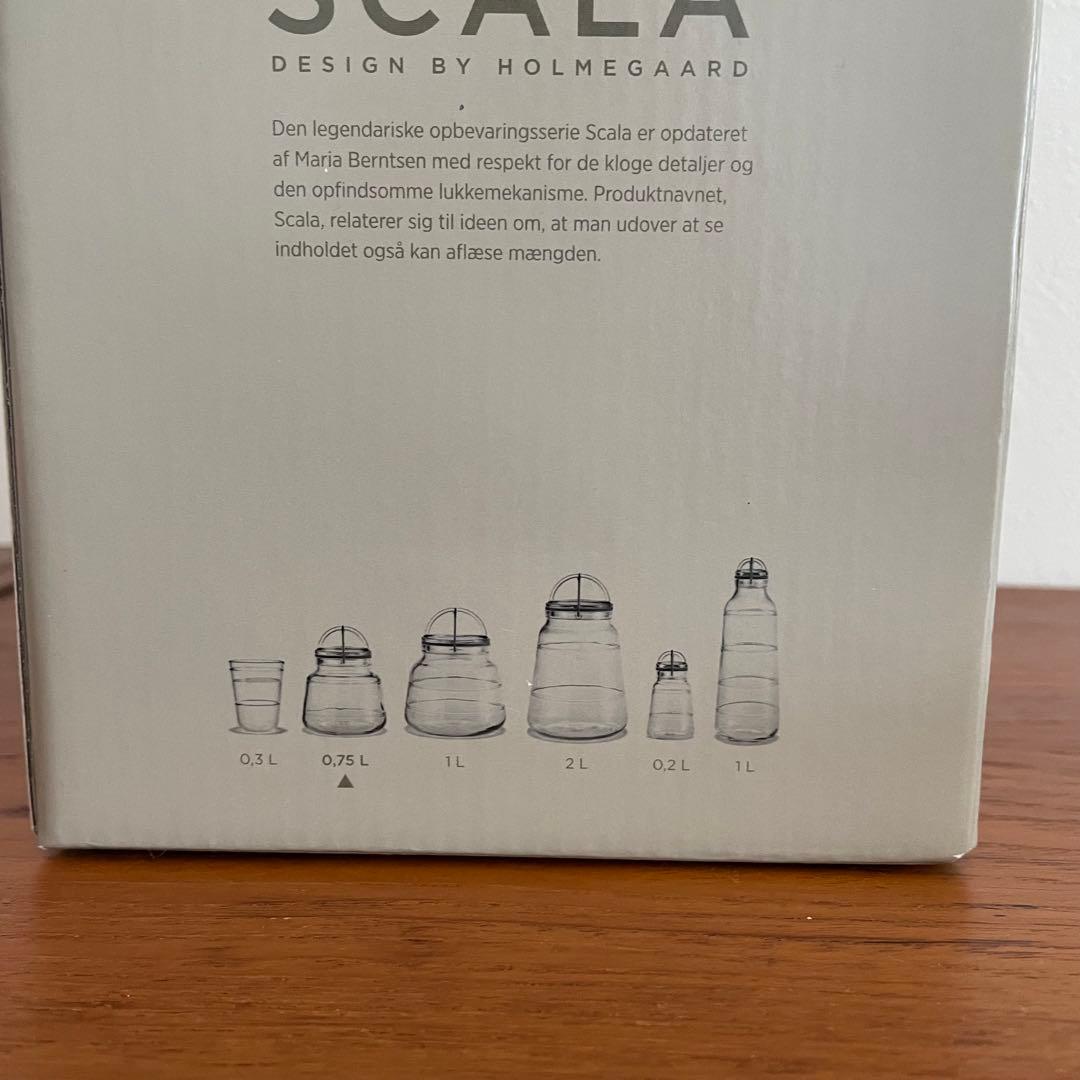 SCALA
DESIGN BY HOLMEGAARD
Den legendariske opbevaringsserie Scala er opdateret
af Maria Berntsen med respekt for de kloge detaljer og
den opfindsomme lukkemekanisme. Produktnavnet,
Scala, relaterer sig til ideen om, at man udover at se
indholdet også kan aflæse mængden.
0,3 L 0,75 L 1 L 2 L 0,2 L 1 L